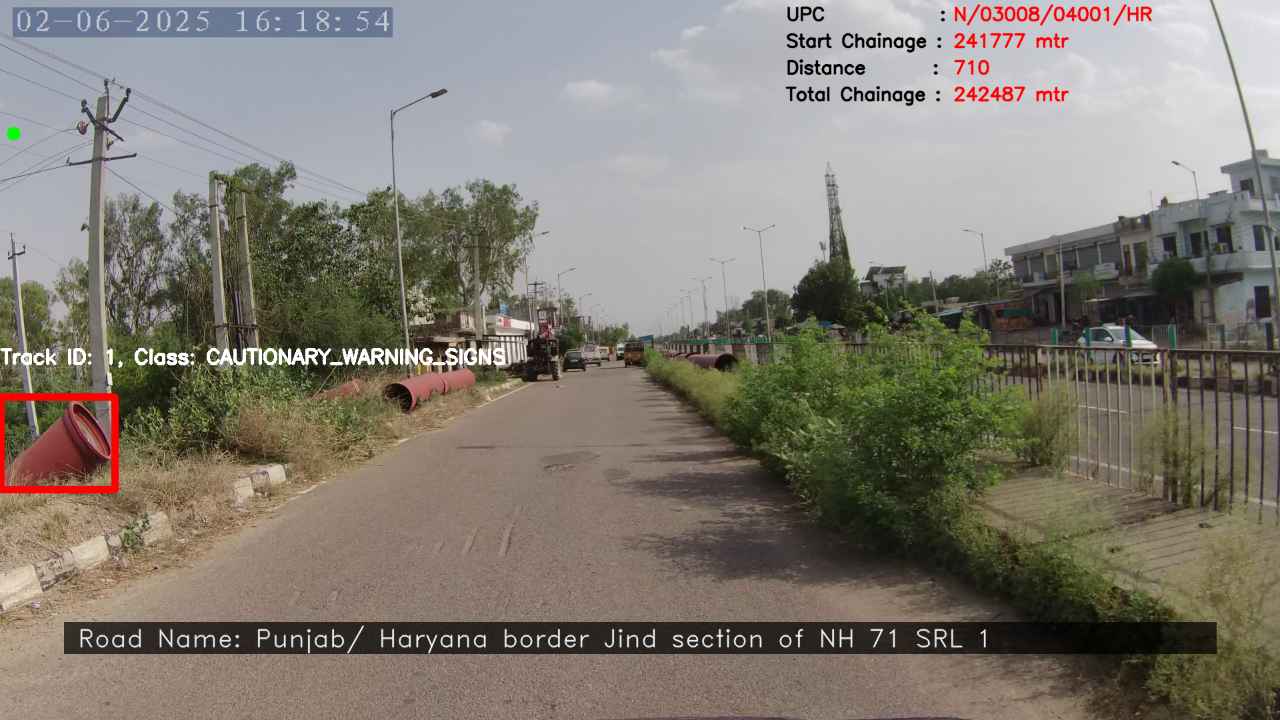 02-06-2025 16:18:54
UPC : N/03008/04001/HR
Start Chainage : 241777 mtr
Distance : 710
Total Chainage : 242487 mtr
Track ID: 1, Class: CAUTIONARY_WARNING_SIGNS
Road Name: Punjab/ Haryana border Jind section of NH 71 SRL 1